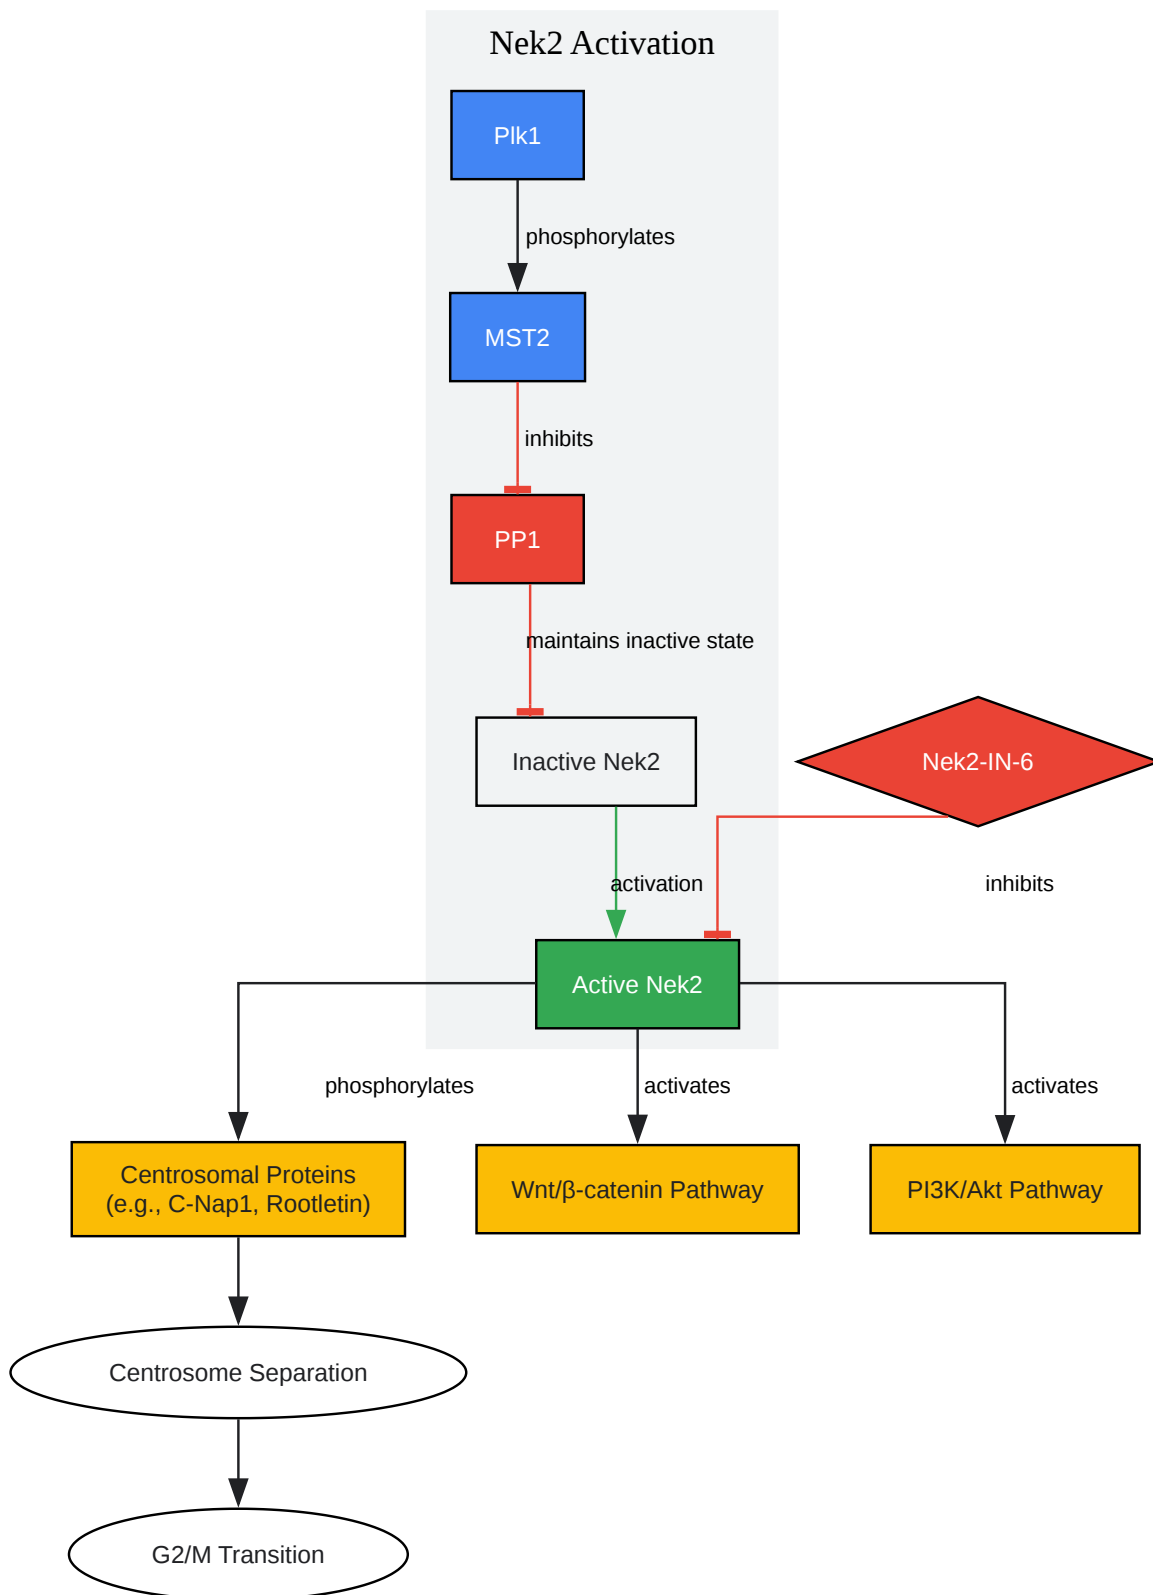 Nek2 Activation
Plk1
phosphorylates
MST2
inhibits
PP1
maintains inactive state
Inactive Nek2
Nek2-IN-6
activation
inhibits
Active Nek2
phosphorylates
activates
activates
Centrosomal Proteins
(e.g., C-Nap1, Rootletin)
Wnt/β-catenin Pathway
PI3K/Akt Pathway
Centrosome Separation
G2/M Transition